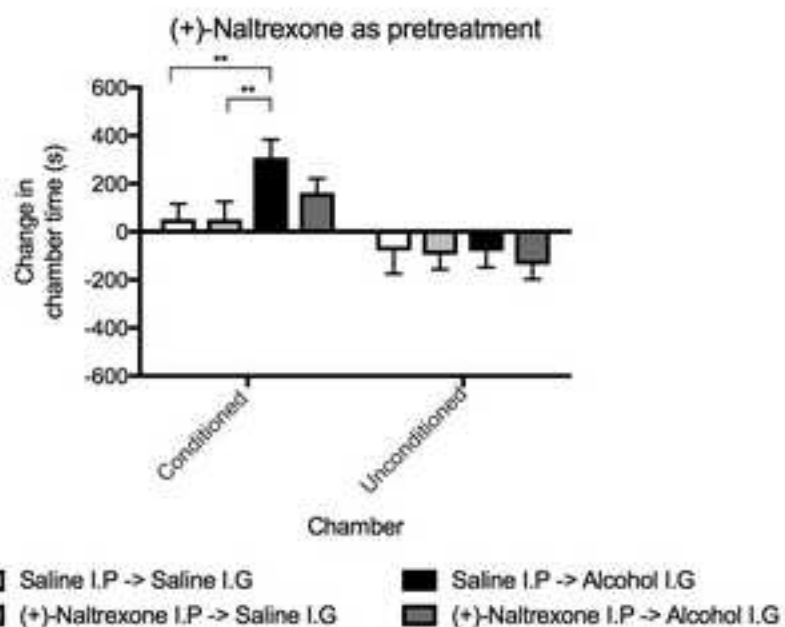 (+)-Naltrexone as pretreatment
**
**
600
400
200
0
-200
-400
-600
Change in
chamber time (s)
Conditioned
Unconditioned
Chamber
Saline I.P -> Saline I.G
Saline I.P -> Alcohol I.G
(+)-Naltrexone I.P -> Saline I.G
(+)-Naltrexone I.P -> Alcohol I.G